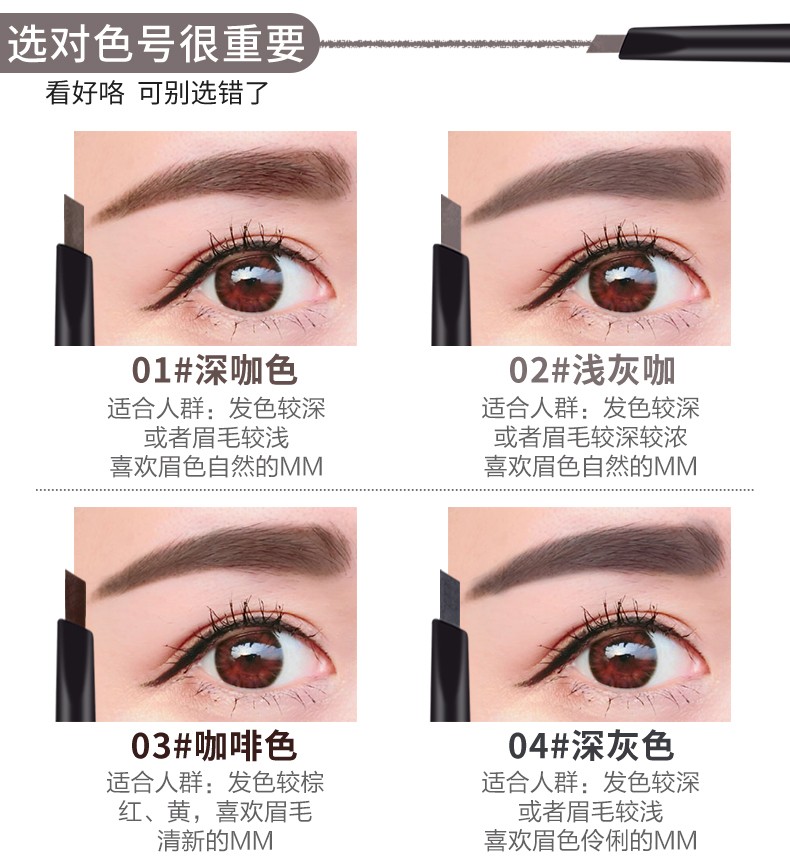 选对色号很重要
看好咯 可别选错了
01#深咖色
适合人群：发色较深
或者眉毛较浅
喜欢眉色自然的MM
02#浅灰咖
适合人群：发色较深
或者眉毛较深较浓
喜欢眉色自然的MM
03#咖啡色
适合人群：发色较棕
红、黄，喜欢眉毛
清新的MM
04#深灰色
适合人群：发色较深
或者眉毛较浅
喜欢眉色伶俐的MM